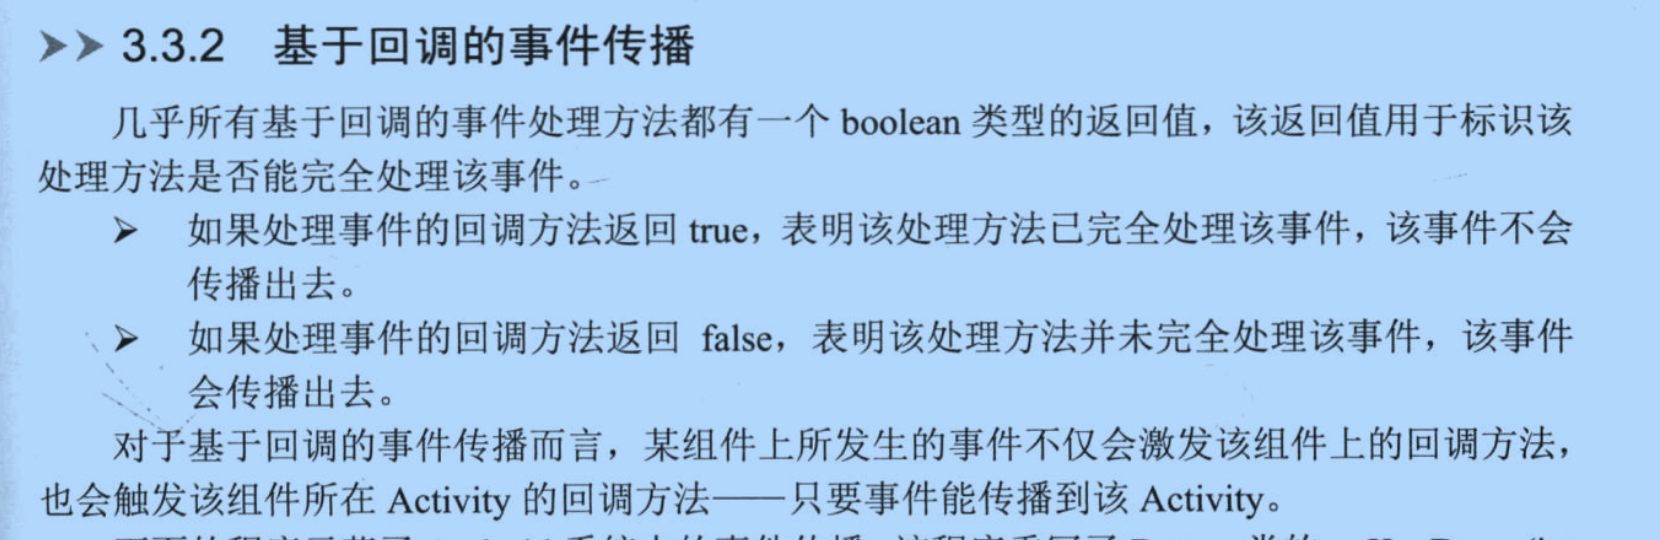 3.3.2 基于回调的事件传播
几乎所有基于回调的事件处理方法都有一个 boolean 类型的返回值，该返回值用于标识该
处理方法是否能完全处理该事件。
➢ 如果处理事件的回调方法返回 true，表明该处理方法已完全处理该事件，该事件不会
传播出去。
➢ 如果处理事件的回调方法返回 false，表明该处理方法并未完全处理该事件，该事件
会传播出去。
对于基于回调的事件传播而言，某组件上所发生的事件不仅会激发该组件上的回调方法，
也会触发该组件所在 Activity 的回调方法——只要事件能传播到该 Activity。